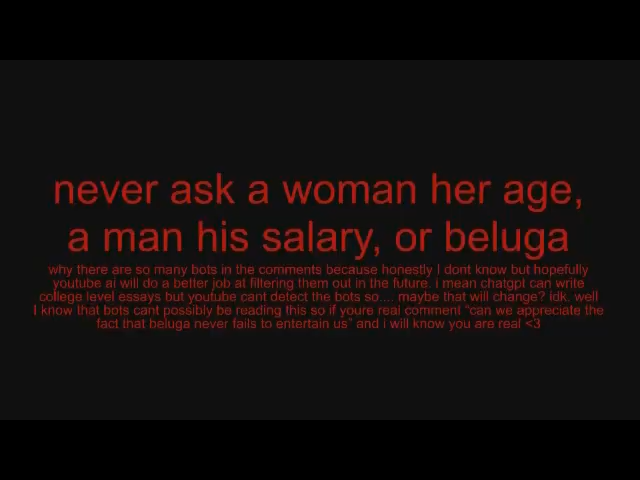 never ask a woman her age,
a man his salary, or beluga
why there are so many bots in the comments because honestly I dont know but hopefully
youtube ai will do a better job at filtering them out in the future. i mean chatgpt can write
college level essays but youtube cant detect the bots so.... maybe that will change? idk. well
I know that bots cant possibly be reading this so if youre real comment "can we appreciate the
fact that beluga never fails to entertain us" and i will know you are real <3